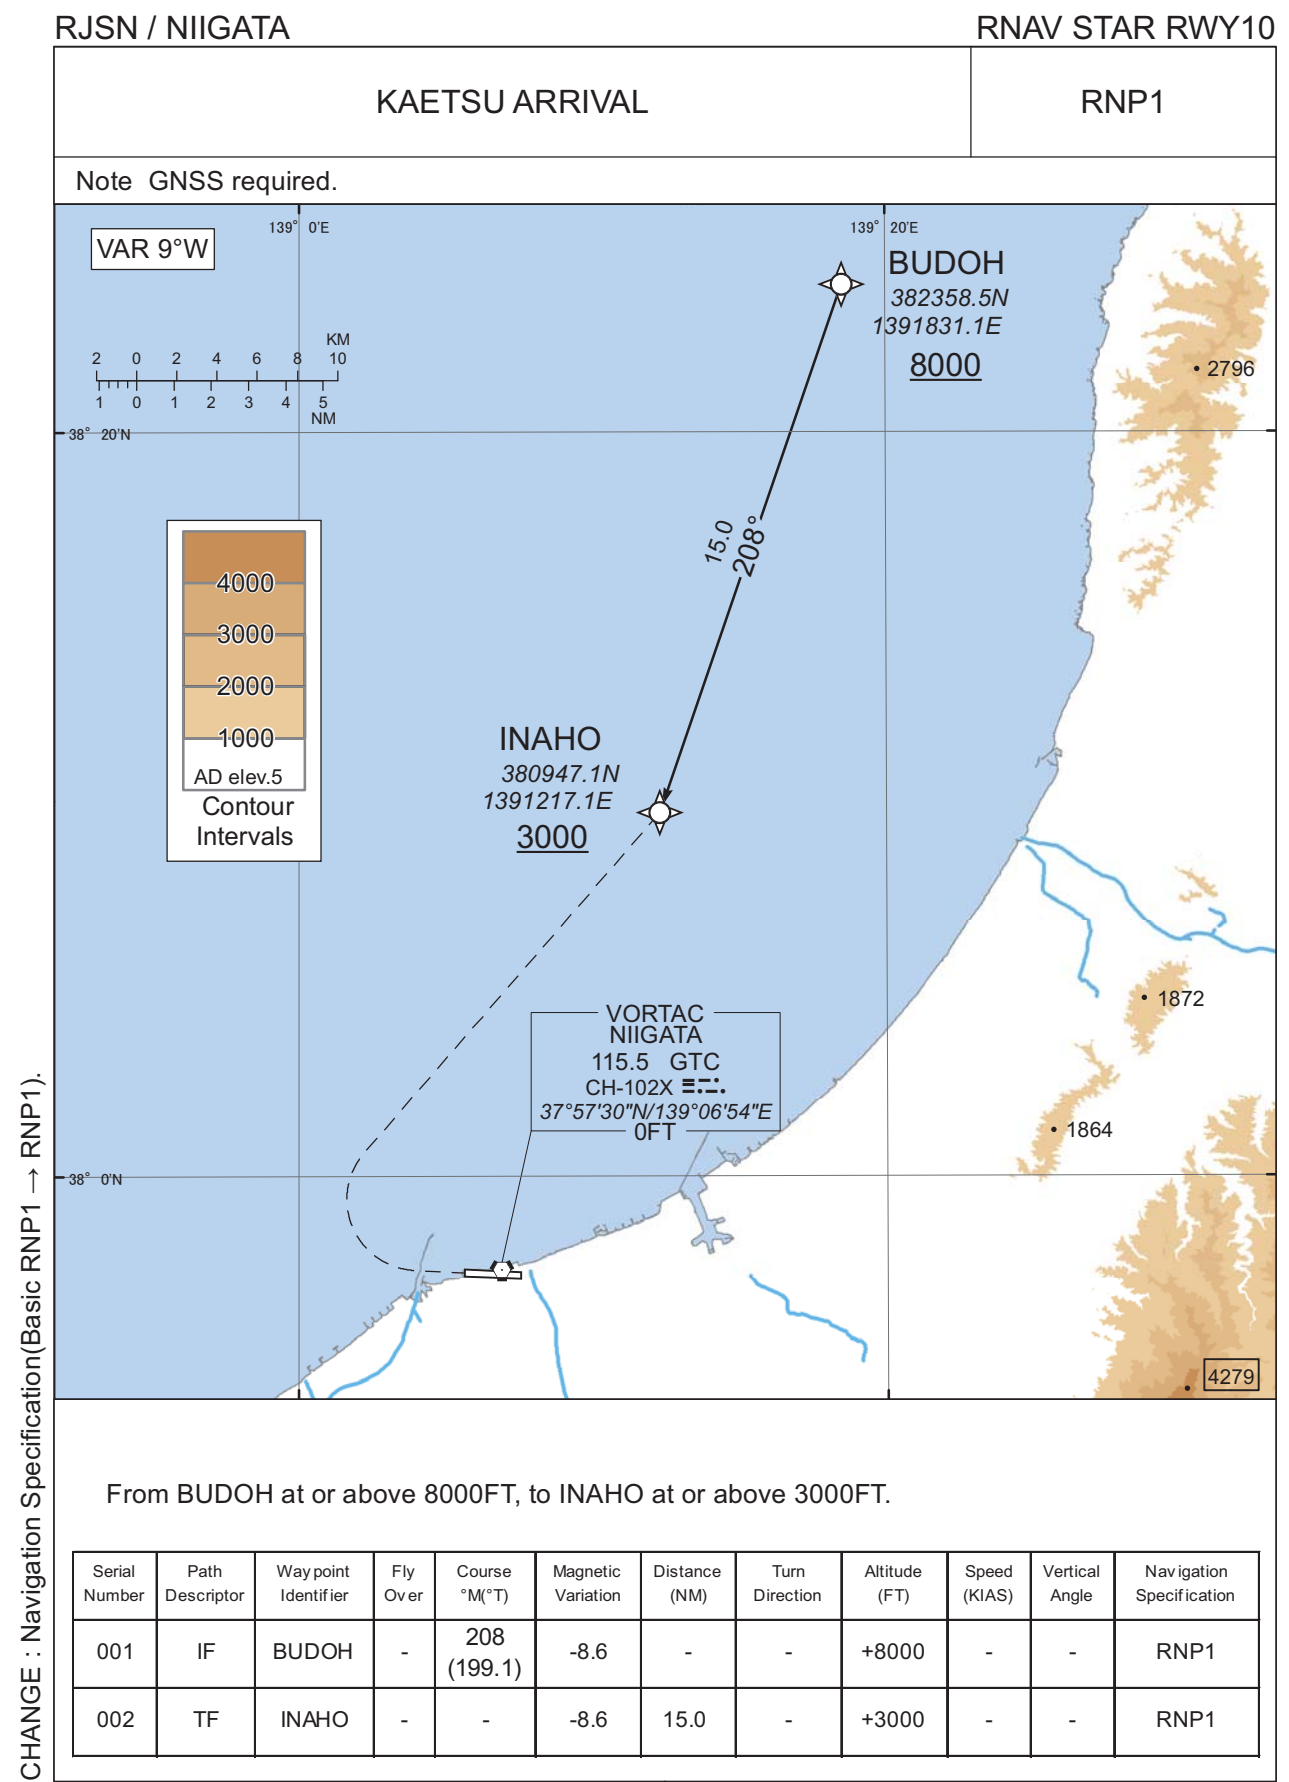 RJSN / NIIGATA
RNAV STAR RWY10
KAETSU ARRIVAL
RNP1
Note GNSS required.
139° 0'E
139° 20'E
VAR 9°W
BUDOH
382358.5N
1391831.1E
8000
KM
2 0 2 4 6 8 10
1 0 1 2 3 4 5
NM
2796
38° 20'N
15.0
208°
4000
3000
2000
1000
AD elev.5
Contour
Intervals
INAHO
380947.1N
1391217.1E
3000
1872
VORTAC
NIIGATA
115.5 GTC
CH-102X
37°57'30"N/139°06'54"E
0FT
1864
38° 0'N
4279
CHANGE : Navigation Specification(Basic RNP1 → RNP1).
From BUDOH at or above 8000FT, to INAHO at or above 3000FT.
Serial Number Path Descriptor Waypoint Identifier Fly Over Course °M(°T) Magnetic Variation Distance (NM) Turn Direction Altitude (FT) Speed (KIAS) Vertical Angle Navigation Specification
001 IF BUDOH - 208 (199.1) -8.6 - - +8000 - - RNP1
002 TF INAHO - - -8.6 15.0 - +3000 - - RNP1